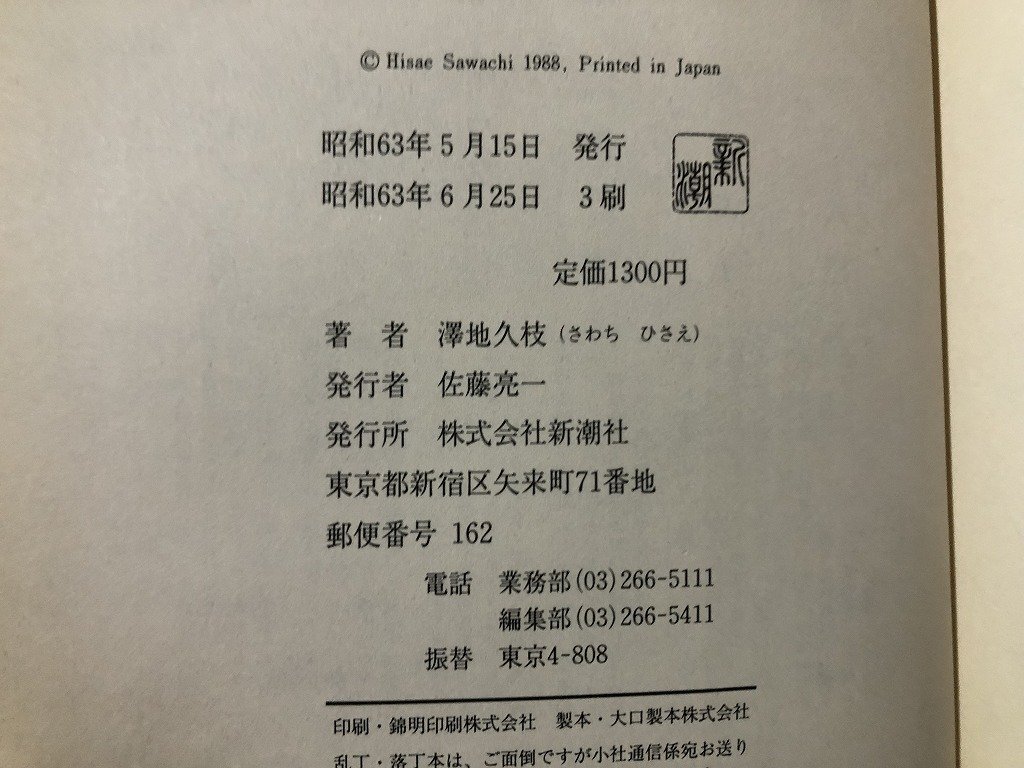 © Hisae Sawachi 1988, Printed in Japan
昭和63年 5 月15日 発行
昭和63年 6 月25日 3 刷
新潮
定価1300円
著 者 澤地久枝 (さわち ひさえ)
発行者 佐藤亮一
発行所 株式会社新潮社
東京都新宿区矢来町71番地
郵便番号 162
電話 業務部(03)266-5111
編集部(03)266-5411
振替 東京4-808
印刷・錦明印刷株式会社 製本・大口製本株式会社
乱丁・落丁本は、ご面倒ですが小社通信係宛お送り